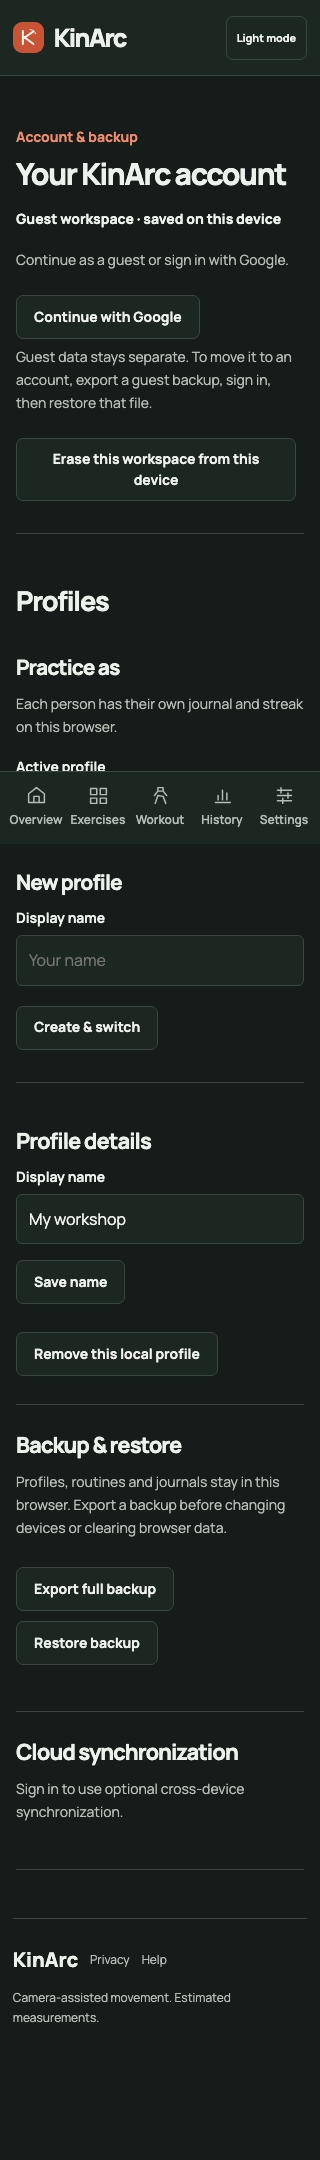 KinArc
Light mode
Account & backup
Your KinArc account
Guest workspace · saved on this device
Continue as a guest or sign in with Google.
Continue with Google
Guest data stays separate. To move it to an
account, export a guest backup, sign in,
then restore that file.
Erase this workspace from this
device
Profiles
Practice as
Each person has their own journal and streak
on this browser.
Active profile
Overview Exercises Workout History Settings
New profile
Display name
Your name
Create & switch
Profile details
Display name
My workshop
Save name
Remove this local profile
Backup & restore
Profiles, routines and journals stay in this
browser. Export a backup before changing
devices or clearing browser data.
Export full backup
Restore backup
Cloud synchronization
Sign in to use optional cross-device
synchronization.
KinArc Privacy Help
Camera-assisted movement. Estimated
measurements.